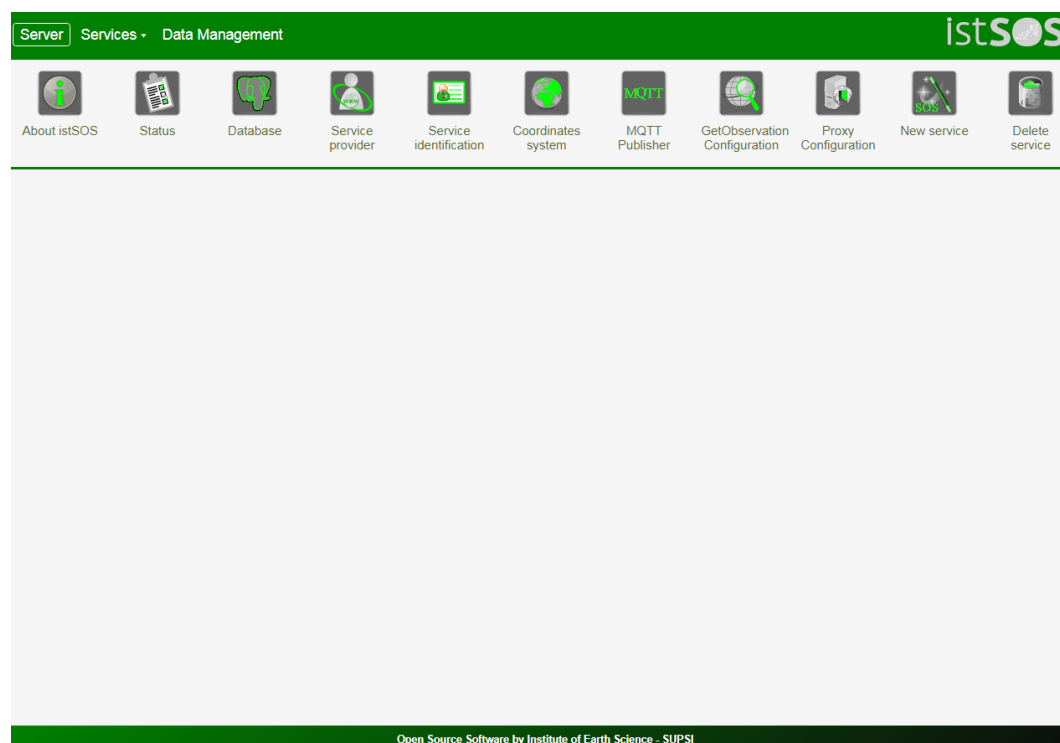 Server Services Data Management
istSOS
www
MQTT
SOS
About istSOS
Status
Database
Service
provider
Service
identification
Coordinates
system
MQTT
Publisher
GetObservation
Configuration
Proxy
Configuration
New service
Delete
service
Open Source Software by Institute of Earth Science - SUPSI